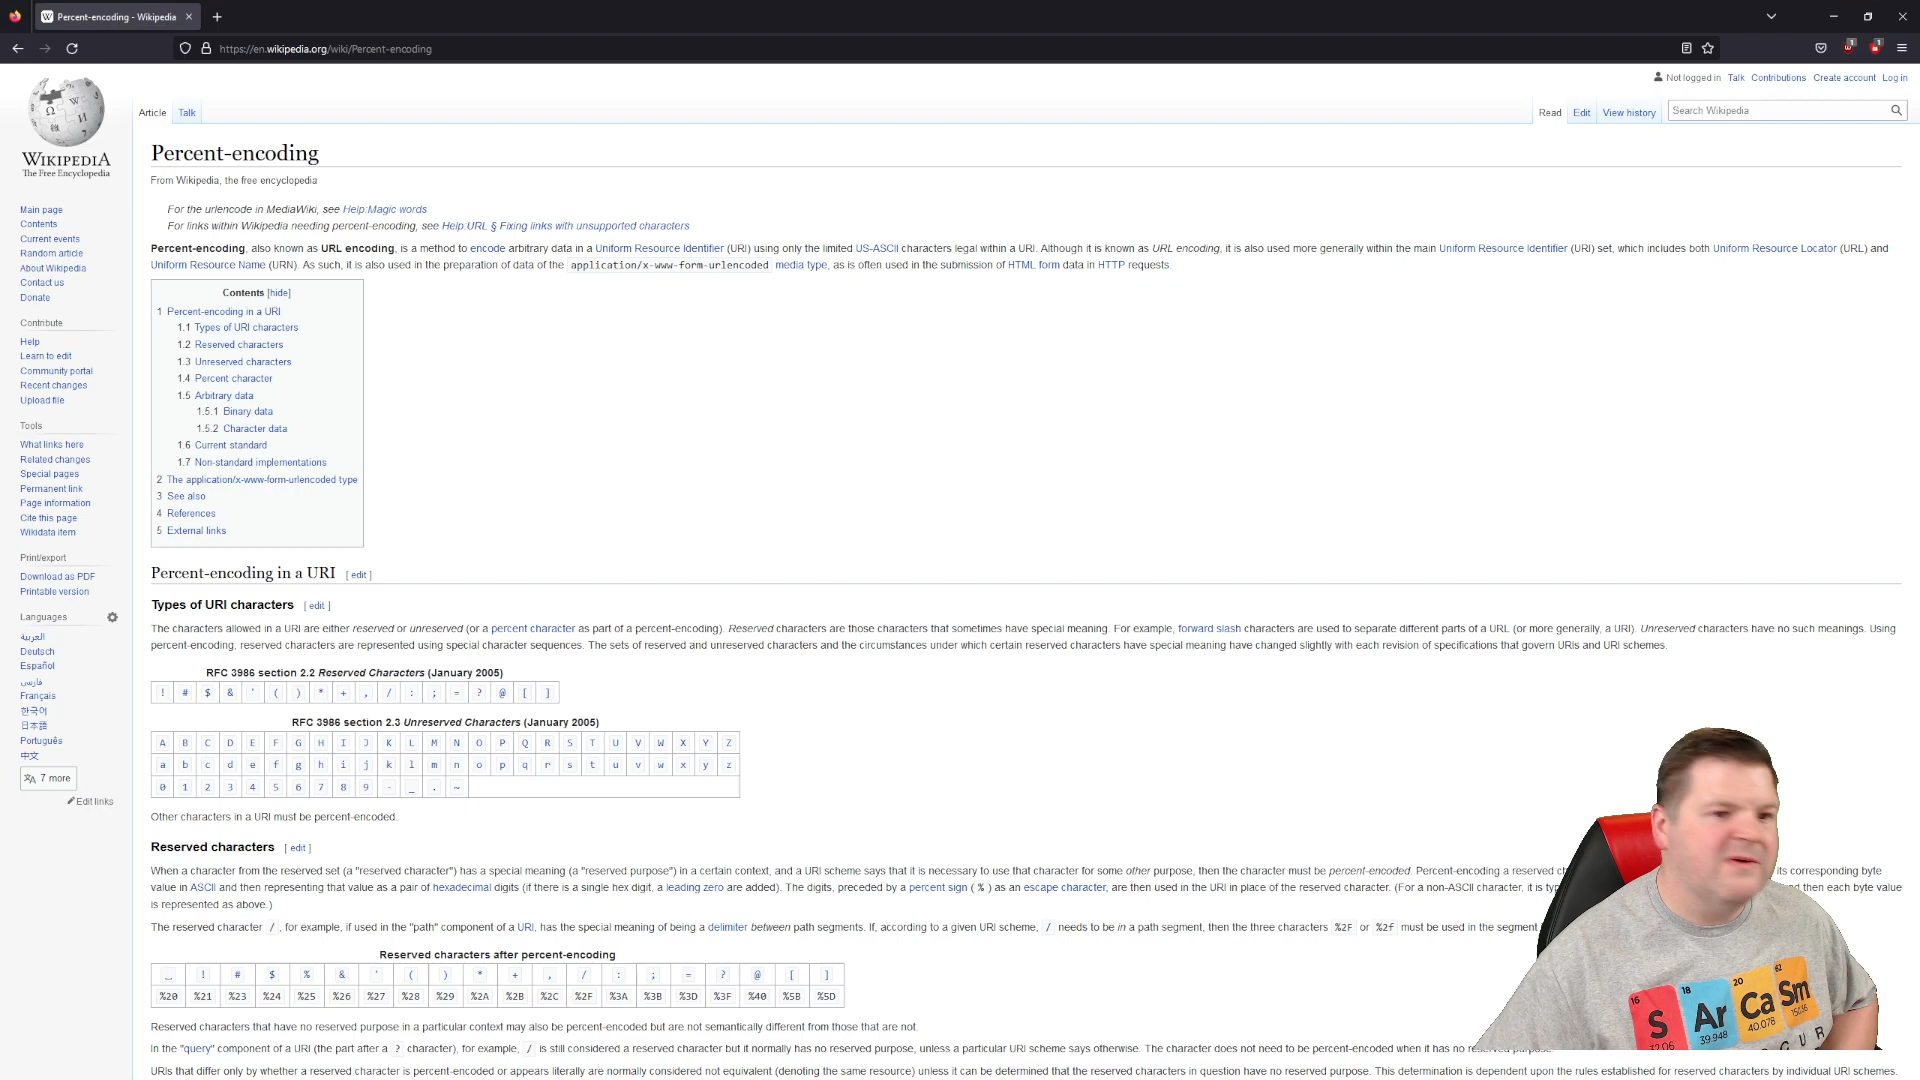 Percent-encoding - Wikipedia
https://en.wikipedia.org/wiki/Percent-encoding
1
1
Not logged in Talk Contributions Create account Log in
Article Talk
Read Edit View history
Search Wikipedia
WIKIPEDIA
The Free Encyclopedia
Main page
Contents
Current events
Random article
About Wikipedia
Contact us
Donate
Contribute
Help
Learn to edit
Community portal
Recent changes
Upload file
Tools
What links here
Related changes
Special pages
Permanent link
Page information
Cite this page
Wikidata item
Print/export
Download as PDF
Printable version
Languages
العربية
Deutsch
Español
فارسی
Français
한국어
日本語
Português
中文
7 more
Edit links
Percent-encoding
From Wikipedia, the free encyclopedia
For the urlencode in MediaWiki, see Help:Magic words
For links within Wikipedia needing percent-encoding, see Help:URL § Fixing links with unsupported characters
Percent-encoding, also known as URL encoding, is a method to encode arbitrary data in a Uniform Resource Identifier (URI) using only the limited US-ASCII characters legal within a URI. Although it is known as URL encoding, it is also used more generally within the main Uniform Resource Identifier (URI) set, which includes both Uniform Resource Locator (URL) and
Uniform Resource Name (URN). As such, it is also used in the preparation of data of the application/x-www-form-urlencoded media type, as is often used in the submission of HTML form data in HTTP requests.
Contents [hide]
1 Percent-encoding in a URI
1.1 Types of URI characters
1.2 Reserved characters
1.3 Unreserved characters
1.4 Percent character
1.5 Arbitrary data
1.5.1 Binary data
1.5.2 Character data
1.6 Current standard
1.7 Non-standard implementations
2 The application/x-www-form-urlencoded type
3 See also
4 References
5 External links
Percent-encoding in a URI [ edit ]
Types of URI characters [ edit ]
The characters allowed in a URI are either reserved or unreserved (or a percent character as part of a percent-encoding). Reserved characters are those characters that sometimes have special meaning. For example, forward slash characters are used to separate different parts of a URL (or more generally, a URI). Unreserved characters have no such meanings. Using
percent-encoding, reserved characters are represented using special character sequences. The sets of reserved and unreserved characters and the circumstances under which certain reserved characters have special meaning have changed slightly with each revision of specifications that govern URIs and URI schemes.
RFC 3986 section 2.2 Reserved Characters (January 2005)
! # $ & ' ( ) * + , / : ; = ? @ [ ]
RFC 3986 section 2.3 Unreserved Characters (January 2005)
A B C D E F G H I J K L M N O P Q R S T U V W X Y Z
a b c d e f g h i j k l m n o p q r s t u v w x y z
0 1 2 3 4 5 6 7 8 9 - _ . ~
Other characters in a URI must be percent-encoded.
Reserved characters [ edit ]
When a character from the reserved set (a "reserved character") has a special meaning (a "reserved purpose") in a certain context, and a URI scheme says that it is necessary to use that character for some other purpose, then the character must be percent-encoded. Percent-encoding a reserved ch its corresponding byte
value in ASCII and then representing that value as a pair of hexadecimal digits (if there is a single hex digit, a leading zero are added). The digits, preceded by a percent sign ( % ) as an escape character, are then used in the URI in place of the reserved character. (For a non-ASCII character, it is ty nd then each byte value
is represented as above.)
The reserved character / , for example, if used in the "path" component of a URI, has the special meaning of being a delimiter between path segments. If, according to a given URI scheme, / needs to be in a path segment, then the three characters %2F or %2f must be used in the segment
Reserved characters after percent-encoding
␣ ! # $ % & ' ( ) * + , / : ; = ? @ [ ]
%20 %21 %23 %24 %25 %26 %27 %28 %29 %2A %2B %2C %2F %3A %3B %3D %3F %40 %5B %5D
Reserved characters that have no reserved purpose in a particular context may also be percent-encoded but are not semantically different from those that are not.
In the "query" component of a URI (the part after a ? character), for example, / is still considered a reserved character but it normally has no reserved purpose, unless a particular URI scheme says otherwise. The character does not need to be percent-encoded when it has no reserved purpose.
URIs that differ only by whether a reserved character is percent-encoded or appears literally are normally considered not equivalent (denoting the same resource) unless it can be determined that the reserved characters in question have no reserved purpose. This determination is dependent upon the rules established for reserved characters by individual URI schemes.
16 18 20 62
S Ar Ca Sm
32.06 39.948 40.078